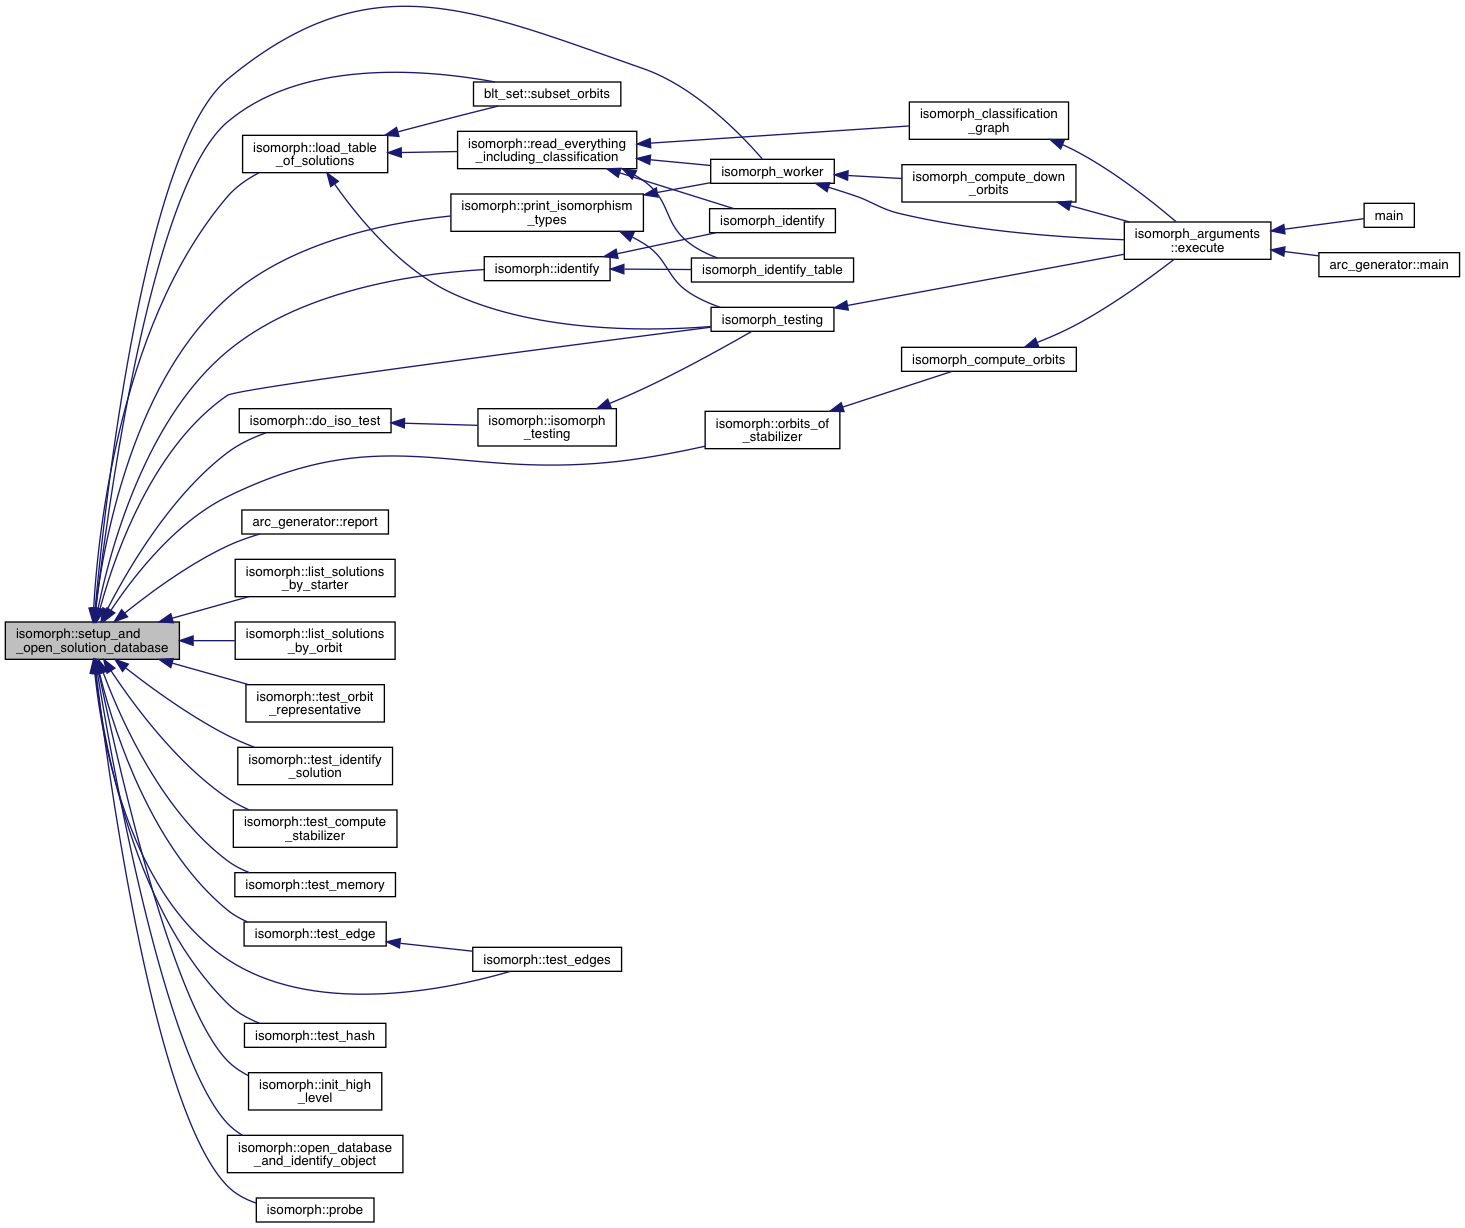 blt_set::subset_orbits
isomorph::load_table
_of_solutions
isomorph::read_everything
_including_classification
isomorph_classification
_graph
isomorph_worker
isomorph_compute_down
_orbits
isomorph::print_isomorphism
_types
isomorph_identify
isomorph_arguments
::execute
main
arc_generator::main
isomorph::identify
isomorph_identify_table
isomorph_testing
isomorph_compute_orbits
isomorph::do_iso_test
isomorph::isomorph
_testing
isomorph::orbits_of
_stabilizer
arc_generator::report
isomorph::list_solutions
_by_starter
isomorph::setup_and
_open_solution_database
isomorph::list_solutions
_by_orbit
isomorph::test_orbit
_representative
isomorph::test_identify
_solution
isomorph::test_compute
_stabilizer
isomorph::test_memory
isomorph::test_edge
isomorph::test_edges
isomorph::test_hash
isomorph::init_high
_level
isomorph::open_database
_and_identify_object
isomorph::probe